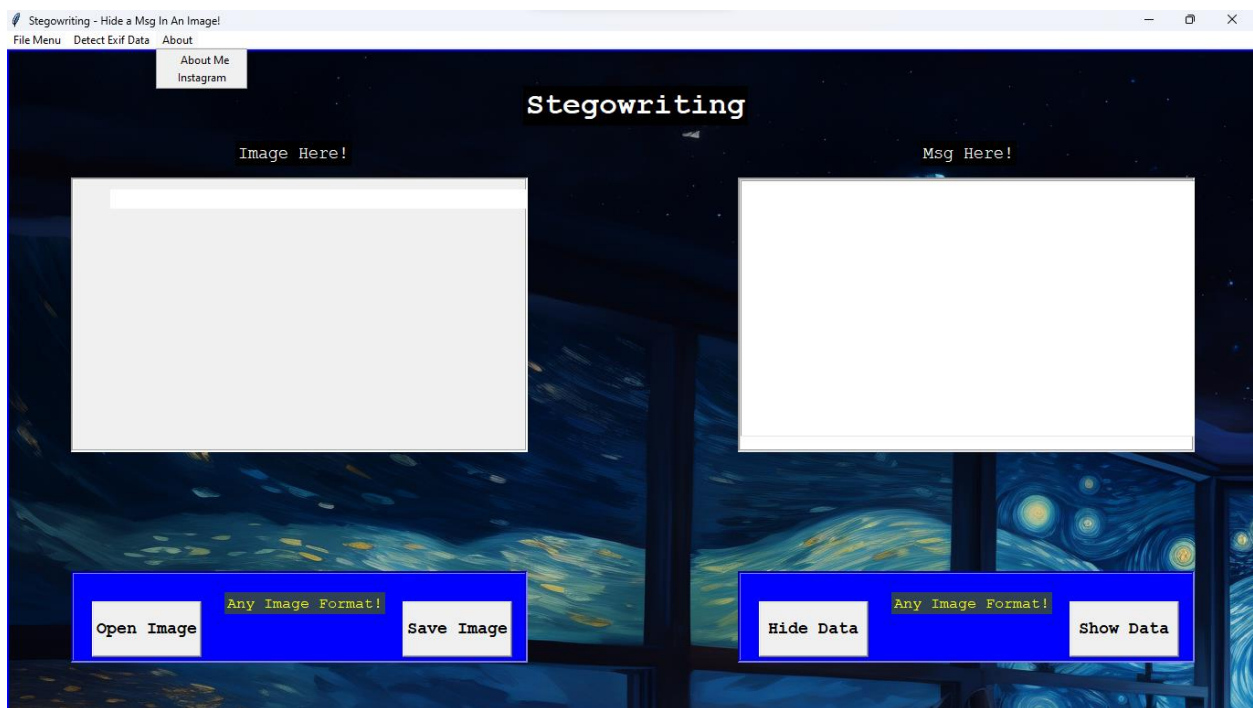 Stegowriting - Hide a Msg In An Image!
File Menu Detect Exif Data About
About Me
Instagram
Stegowriting
Image Here!
Msg Here!
Any Image Format!
Open Image
Save Image
Any Image Format!
Hide Data
Show Data